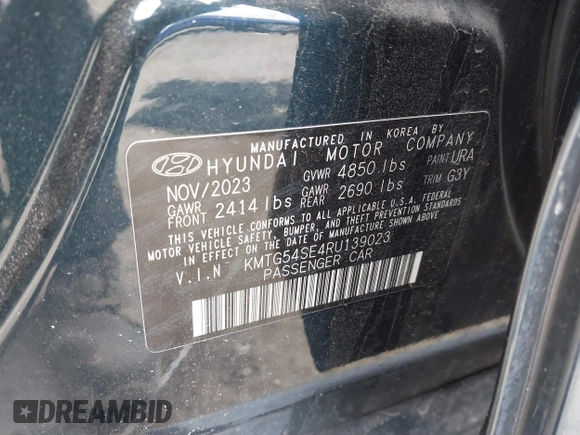 MANUFACTURED IN KOREA BY
HYUNDAI MOTOR COMPANY
NOV/2023 GVWR 4850 lbs PAINT URA
GAWR FRONT 2414 lbs GAWR REAR 2690 lbs TRIM G3Y
THIS VEHICLE CONFORMS TO ALL APPLICABLE U.S.A. FEDERAL
MOTOR VEHICLE SAFETY, BUMPER, AND THEFT PREVENTION STANDARDS
IN EFFECT ON THE DATE OF MANUFACTURE SHOWN ABOVE.
V.I.N KMTG54SE4RU139023
PASSENGER CAR
DREAMBID